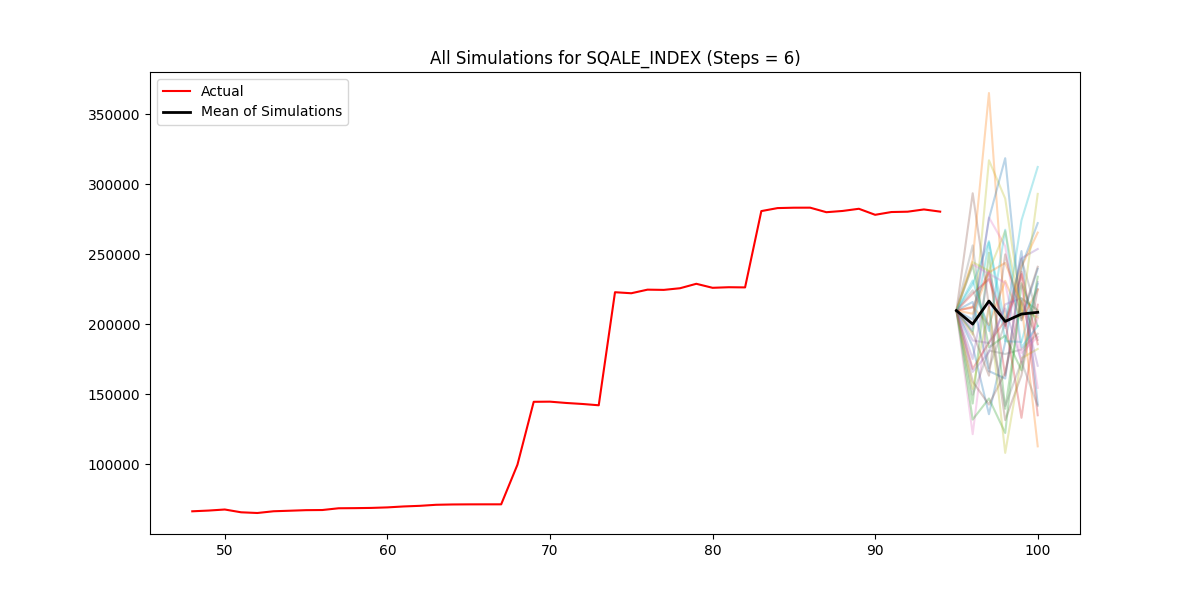 All Simulations for SQALE_INDEX (Steps = 6)
Actual
Mean of Simulations
350000
300000
250000
200000
150000
100000
50 60 70 80 90 100